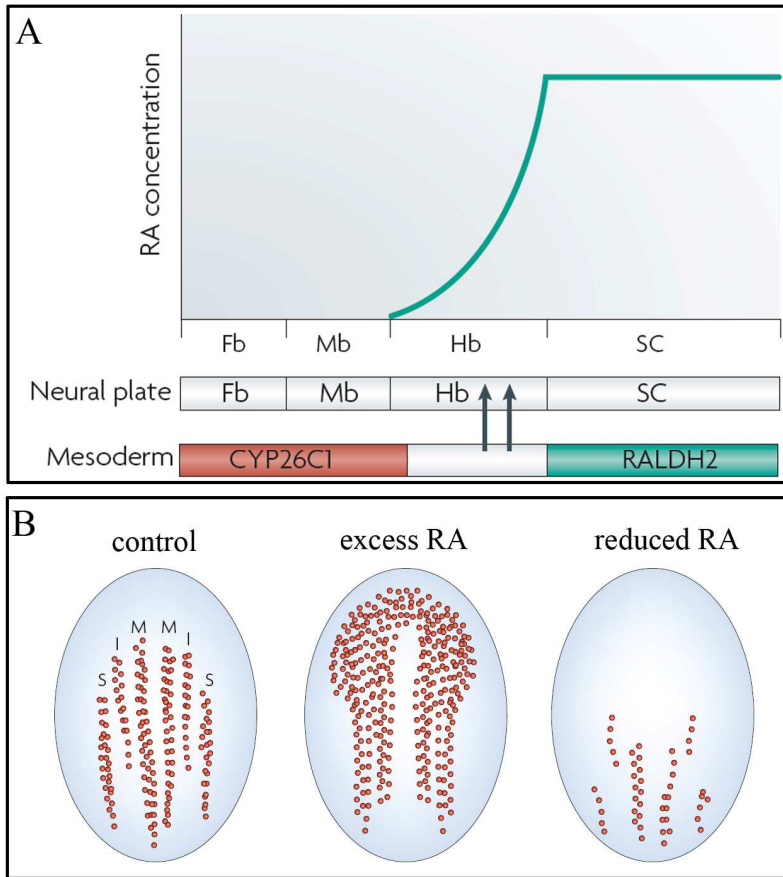 A
RA concentration
Fb Mb Hb SC
Neural plate Fb Mb Hb SC
Mesoderm CYP26C1 RALDH2
B
control excess RA reduced RA
M M
I I
S S